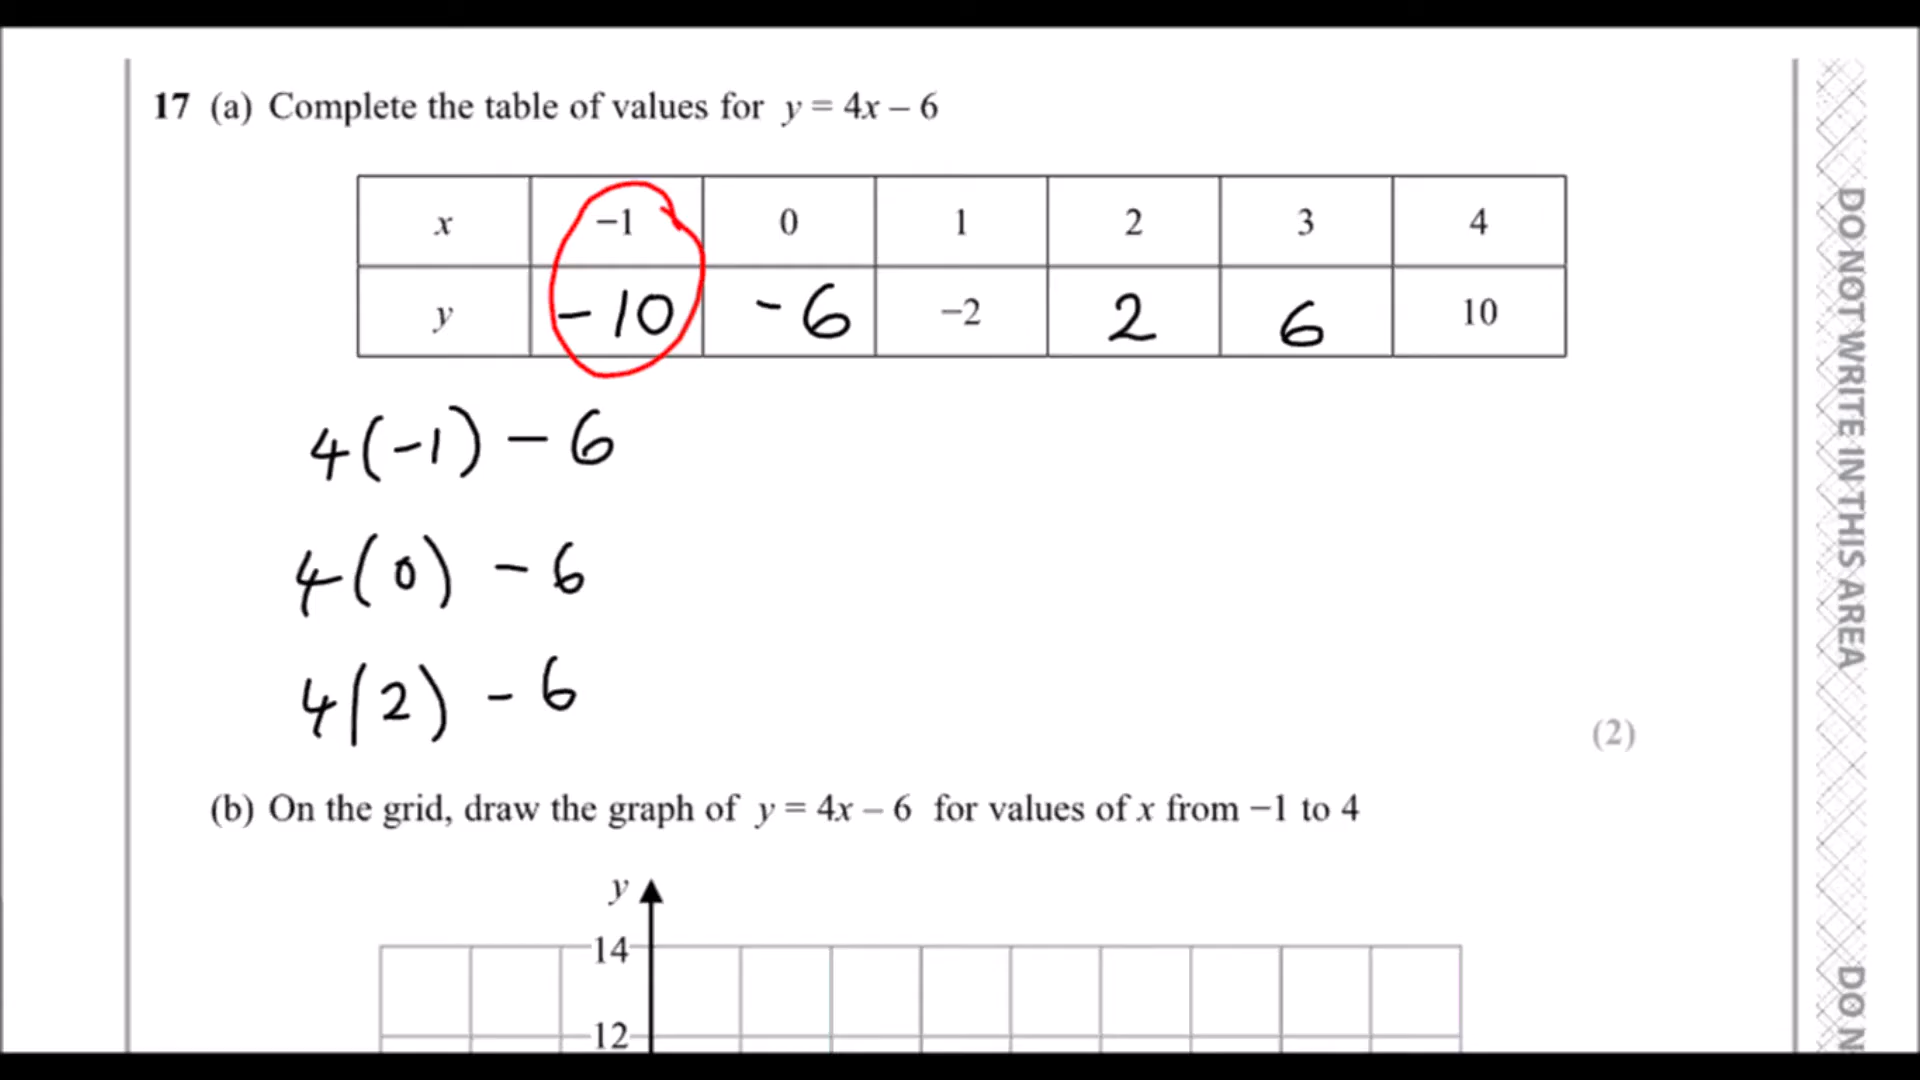 17 (a) Complete the table of values for y = 4x – 6
x −1 0 1 2 3 4
y −10 −6 −2 2 6 10
4(−1) − 6
4(0) − 6
4(2) − 6
(2)
(b) On the grid, draw the graph of y = 4x – 6 for values of x from −1 to 4
y
14
12
DO NOT WRITE IN THIS AREA
DO N